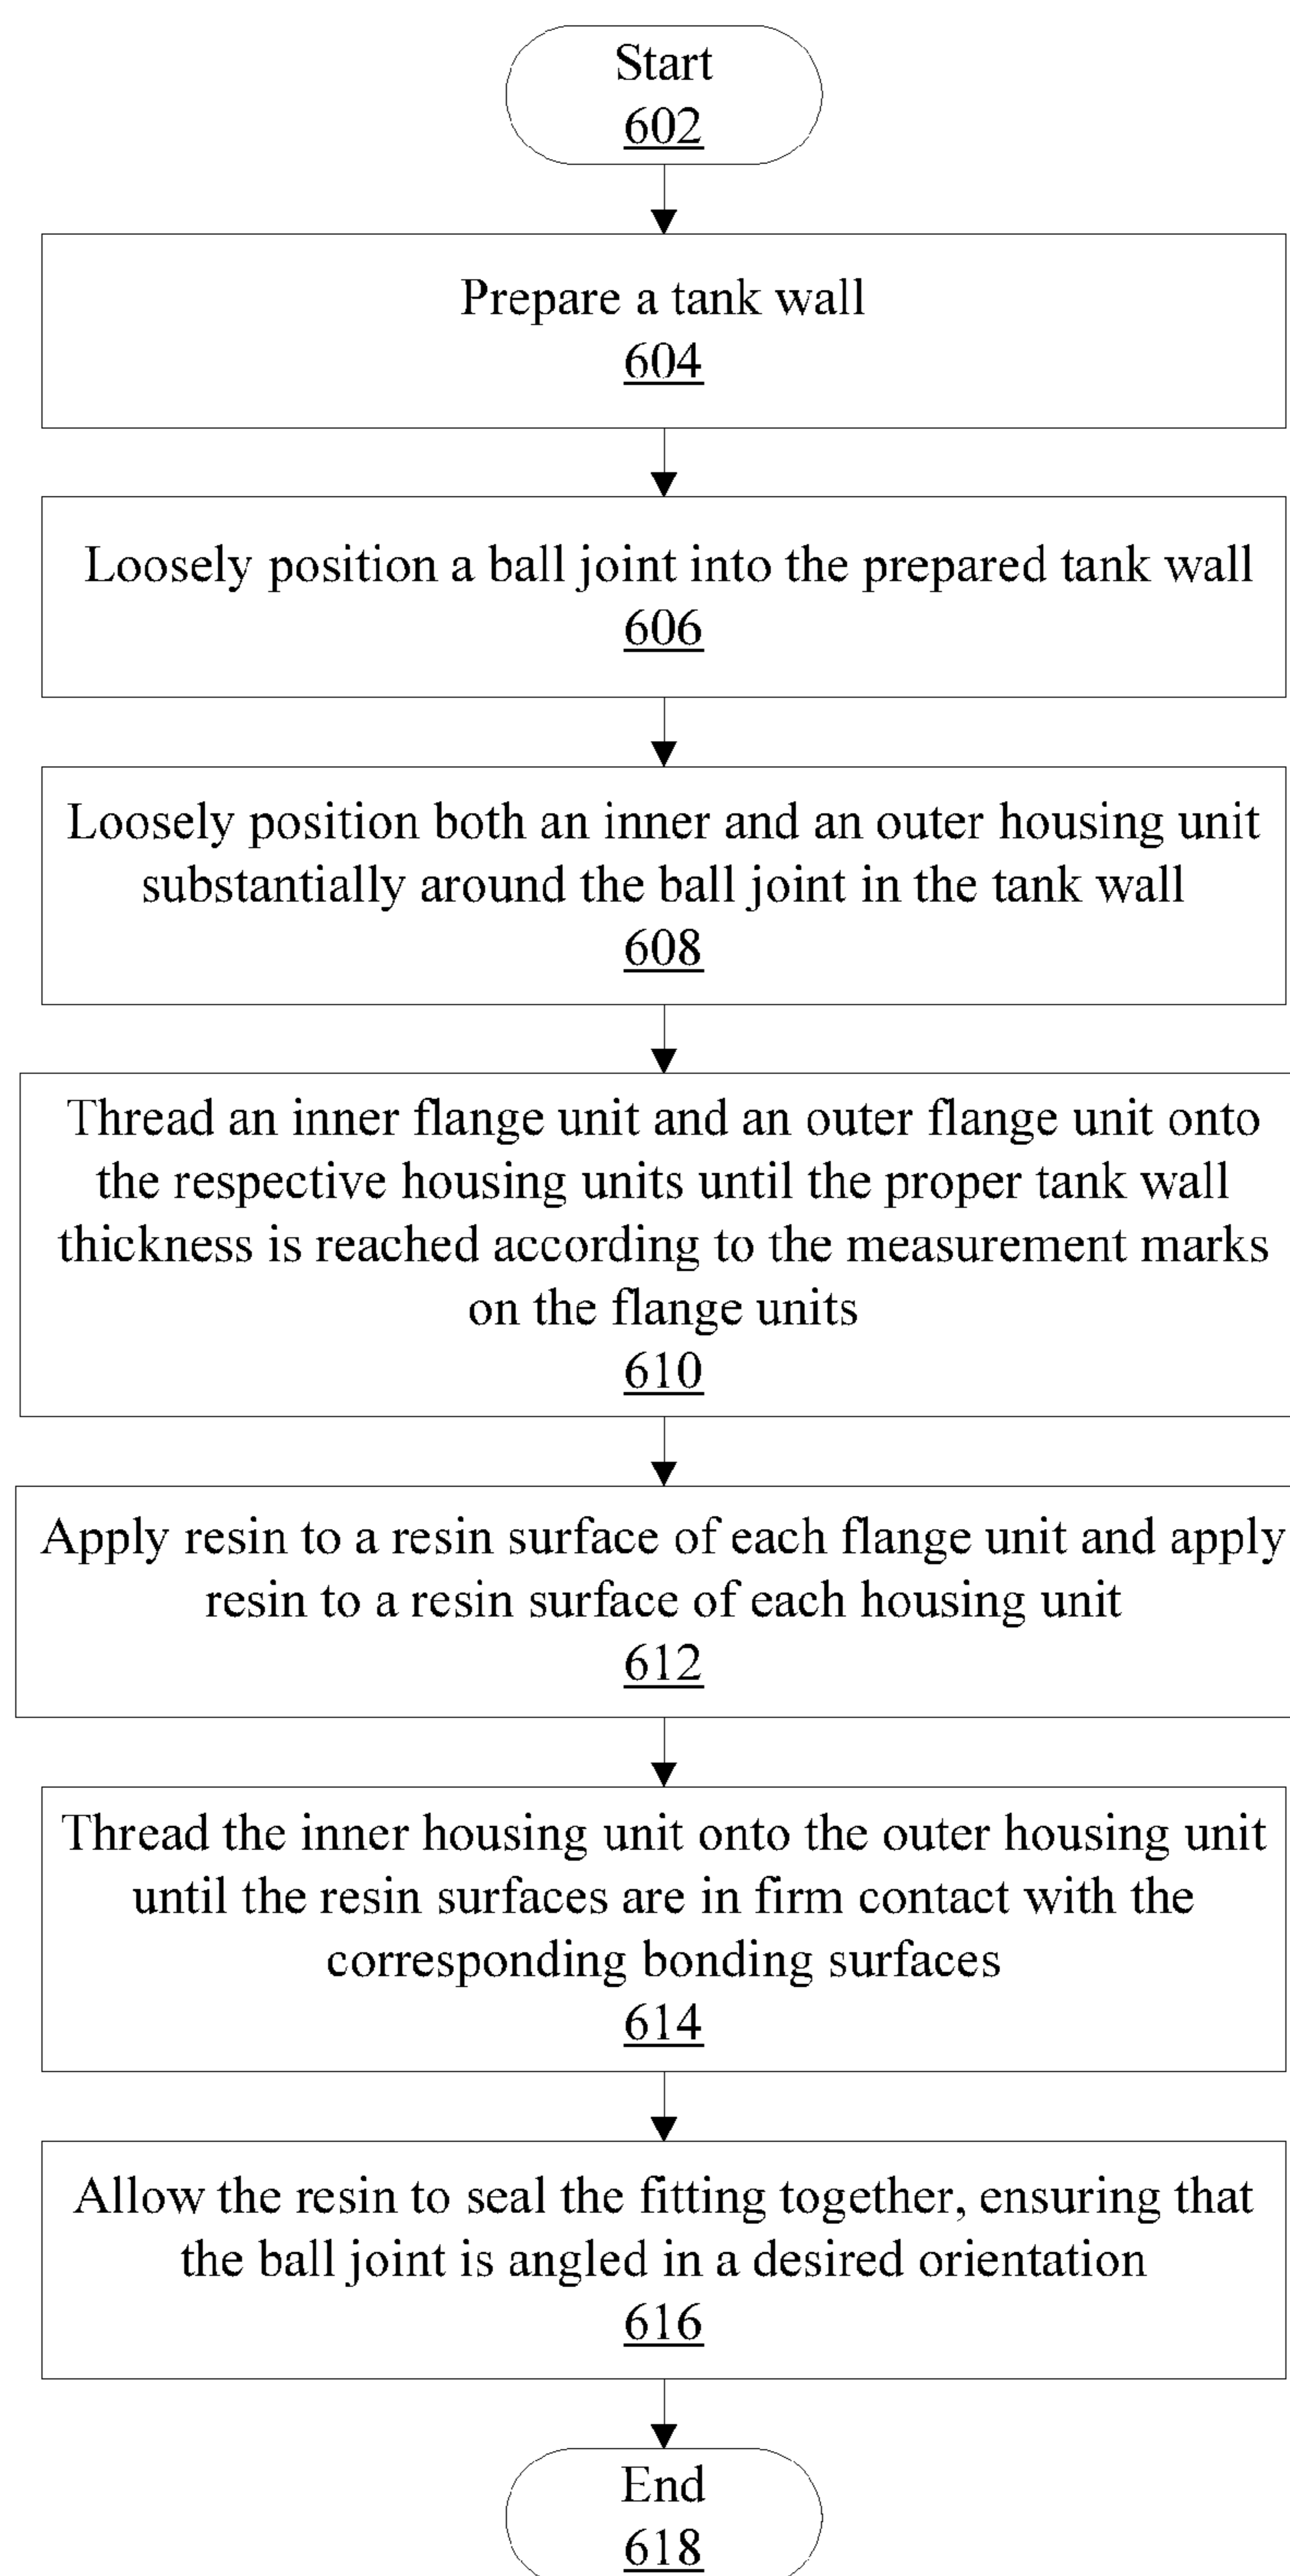 Start
602
Prepare a tank wall
604
Loosely position a ball joint into the prepared tank wall
606
Loosely position both an inner and an outer housing unit
substantially around the ball joint in the tank wall
608
Thread an inner flange unit and an outer flange unit onto
the respective housing units until the proper tank wall
thickness is reached according to the measurement marks
on the flange units
610
Apply resin to a resin surface of each flange unit and apply
resin to a resin surface of each housing unit
612
Thread the inner housing unit onto the outer housing unit
until the resin surfaces are in firm contact with the
corresponding bonding surfaces
614
Allow the resin to seal the fitting together, ensuring that
the ball joint is angled in a desired orientation
616
End
618